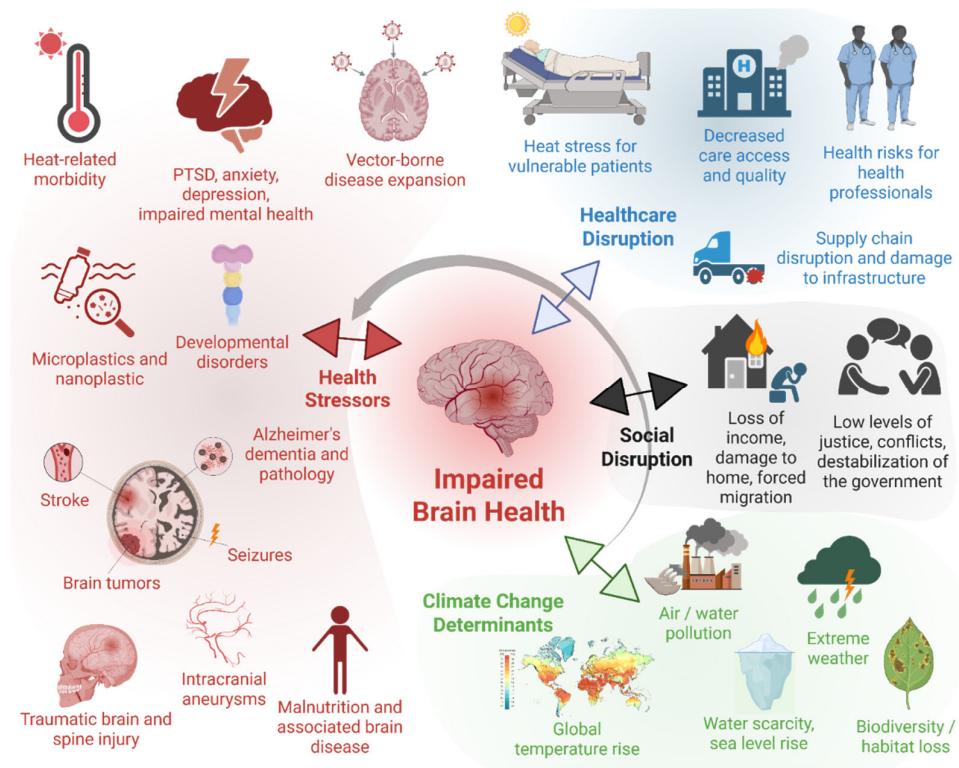 Heat-related
morbidity
PTSD, anxiety,
depression,
impaired mental health
Vector-borne
disease expansion
Heat stress for
vulnerable patients
H
Decreased
care access
and quality
Health risks for
health
professionals
Healthcare
Disruption
Supply chain
disruption and damage
to infrastructure
Microplastics and
nanoplastic
Developmental
disorders
Health
Stressors
Impaired
Brain Health
Social
Disruption
Loss of
income,
damage to
home, forced
migration
Low levels of
justice, conflicts,
destabilization of
the government
Alzheimer's
dementia and
pathology
Stroke
Seizures
Brain tumors
Traumatic brain and
spine injury
Intracranial
aneurysms
Malnutrition and
associated brain
disease
Climate Change
Determinants
Air / water
pollution
Extreme
weather
Global
temperature rise
Water scarcity,
sea level rise
Biodiversity /
habitat loss